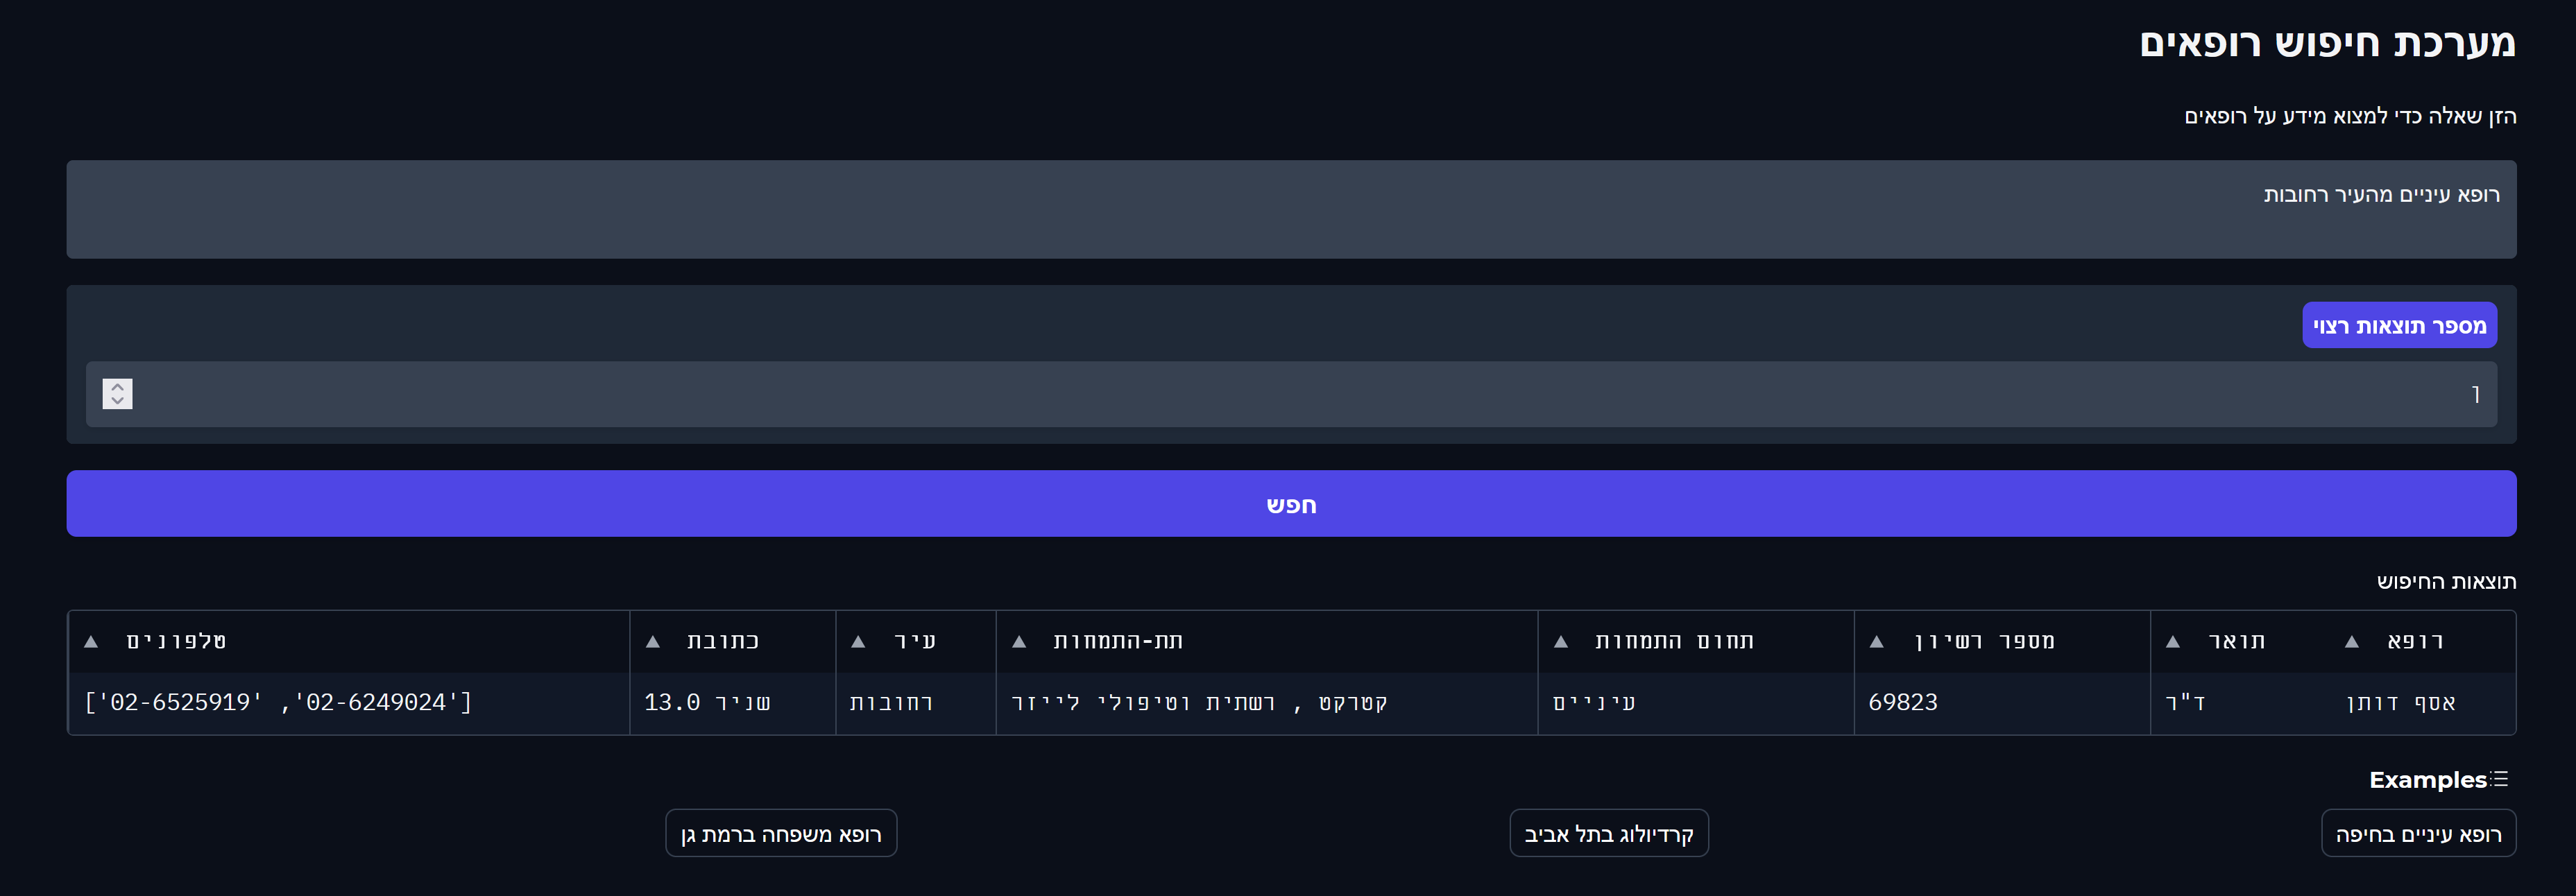 מערכת חיפוש רופאים
הזן שאלה כדי למצוא מידע על רופאים
רופא עיניים מהעיר רחובות
מספר תוצאות רצוי
1
חפש
תוצאות החיפוש
רופא תואר מספר רשיון תחום התמחות תת-התמחות עיר כתובת טלפונים
אסף דותן ד"ר 69823 עיניים קטרקט , רשתית וטיפולי לייזר רחובות שניר 13.0 ['02-6525919' ,'02-6249024']
Examples
רופא עיניים בחיפה קרדיולוג בתל אביב רופא משפחה ברמת גן